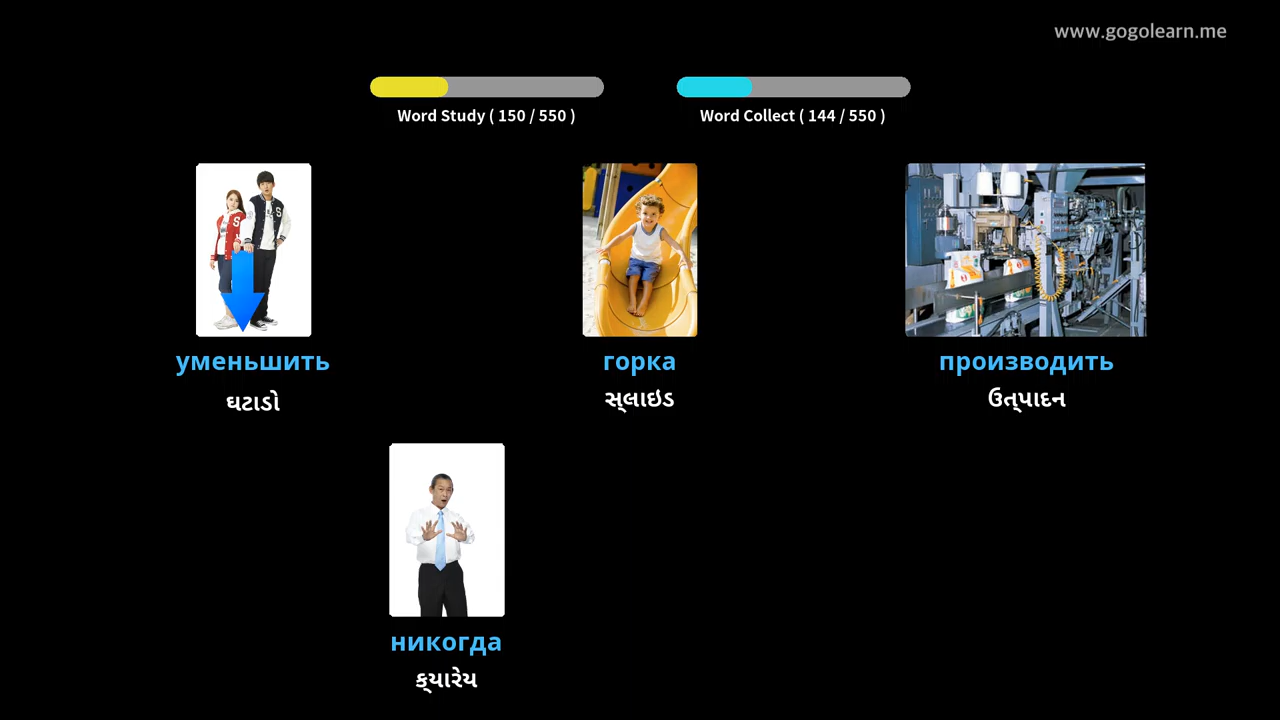 www.gogolearn.me
Word Study ( 150 / 550 )
Word Collect ( 144 / 550 )
уменьшить
ઘટાડો
горка
સ્લાઇડ
производить
ઉત્પાદન
никогда
ક્યારેય